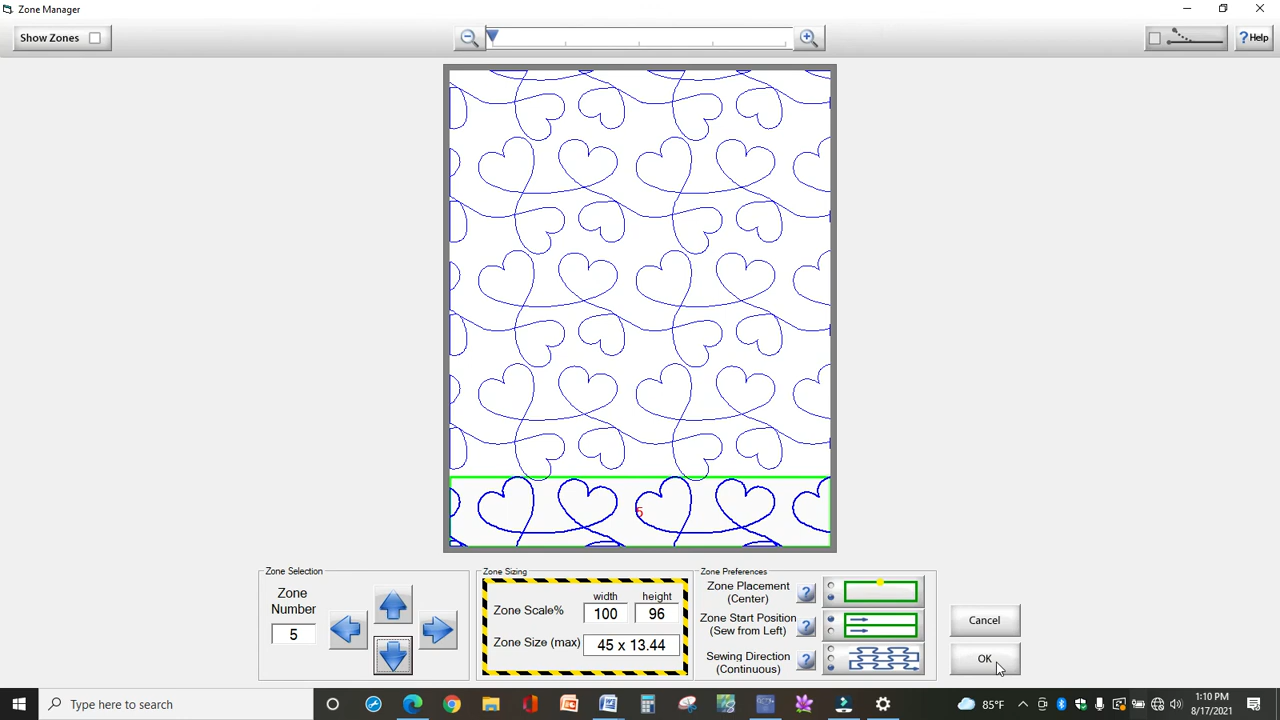 Zone Manager
Show Zones
?Help
5
Zone Selection
Zone
Number
5
Zone Sizing
width height
Zone Scale% 100 96
Zone Size (max) 45 x 13.44
Zone Preferences
Zone Placement
(Center)
?
Zone Start Position
(Sew from Left)
?
Sewing Direction
(Continuous)
?
Cancel
OK
Type here to search
85°F
1:10 PM
8/17/2021